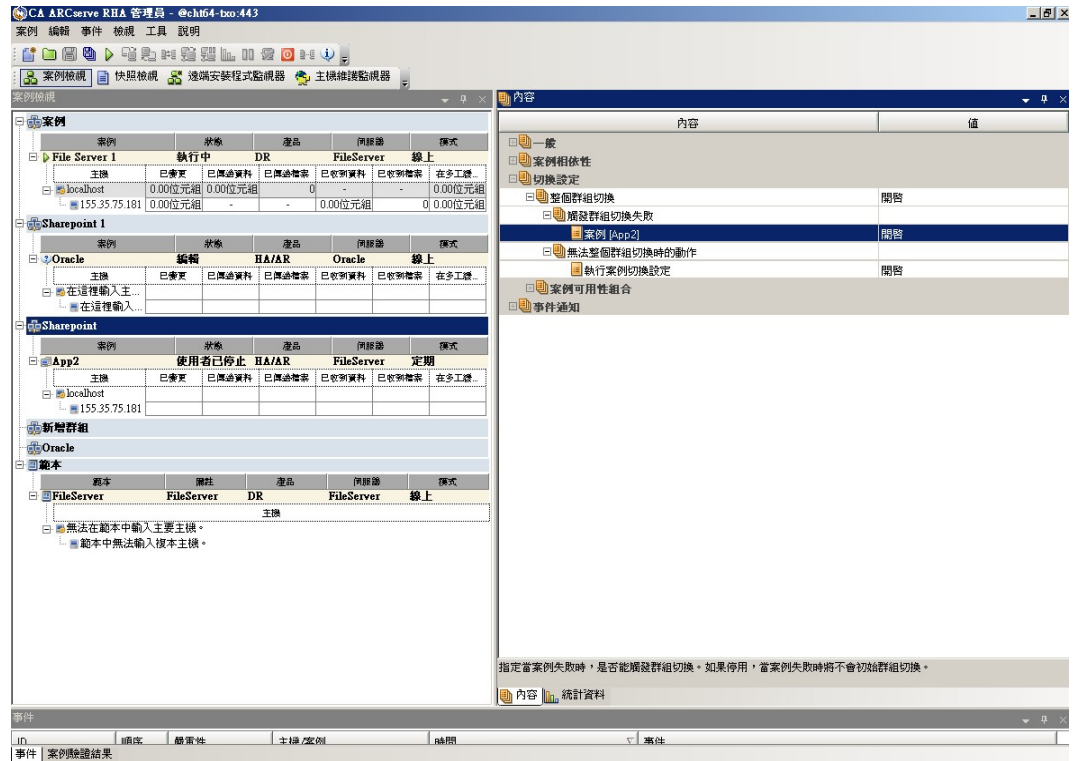 CA ARCserve RHA 管理員 - @cht64-txo:443
案例 編輯 事件 檢視 工具 說明
案例檢視 快照檢視 遠端安裝程式監視器 主機維護監視器
案例檢視
案例
案例 狀態 產品 伺服器 模式
File Server 1 執行中 DR FileServer 線上
主機 已變更 已傳過資料 已傳過檔案 已收到資料 已收到檔案 在多工緩...
localhost 0.00位元組 0.00位元組 0 - - 0.00位元組
155.35.75.181 0.00位元組 - - 0.00位元組 0 0.00位元組
Sharepoint 1
案例 狀態 產品 伺服器 模式
Oracle 編輯 HA/AR Oracle 線上
主機 已變更 已傳過資料 已傳過檔案 已收到資料 已收到檔案 在多工緩...
在這裡輸入主...
在這裡輸入...
Sharepoint
案例 狀態 產品 伺服器 模式
App2 使用者已停止 HA/AR FileServer 定期
主機 已變更 已傳過資料 已傳過檔案 已收到資料 已收到檔案 在多工緩...
localhost
155.35.75.181
新增群組
Oracle
範本
範本 備註 產品 伺服器 模式
FileServer FileServer DR FileServer 線上
主機
無法在範本中輸入主要主機。
範本中無法輸入複本主機。
內容
內容 值
一般
案例相依性
切換設定
整個群組切換 開啓
觸發群組切換失敗
案例 [App2] 開啓
無法整個群組切換時的動作
執行案例切換設定 開啓
案例可用性組合
事件通知
指定當案例失敗時，是否能觸發群組切換。如果停用，當案例失敗時將不會初始群組切換。
內容 統計資料
事件
ID 順序 嚴重性 主機/案例 時間 事件
事件 案例驗證結果